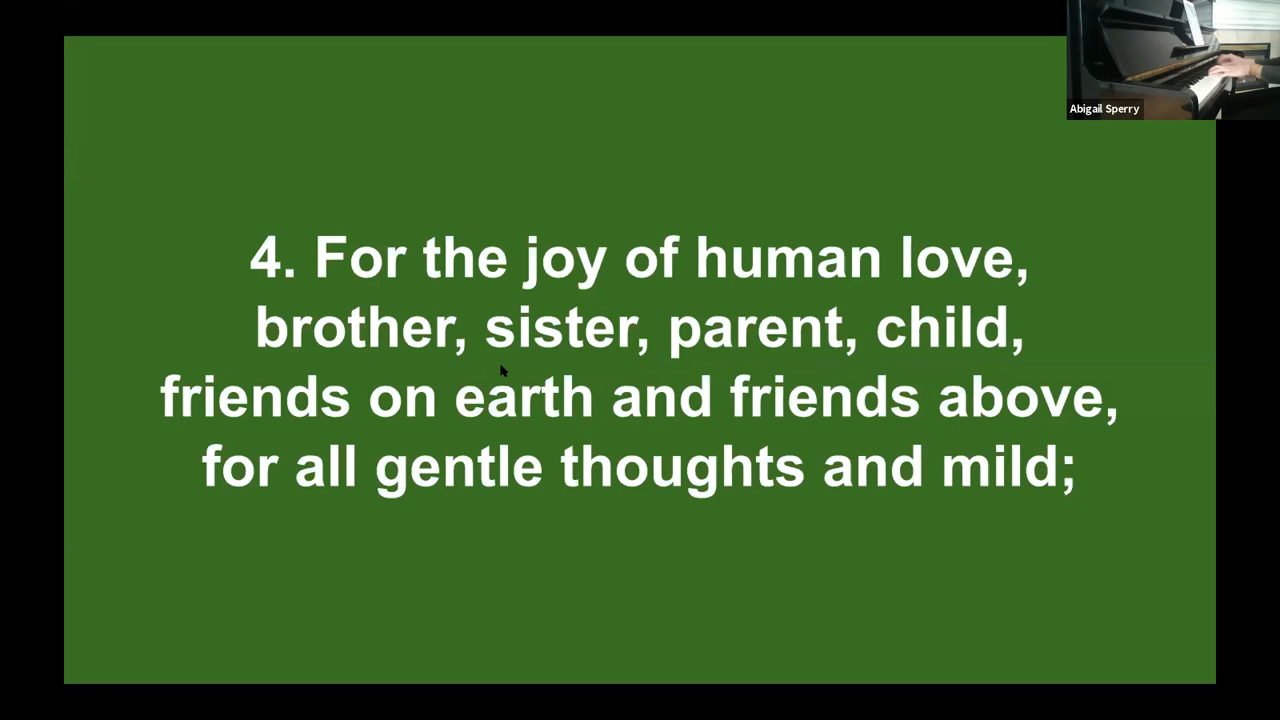 Abigail Sperry
4. For the joy of human love,
brother, sister, parent, child,
friends on earth and friends above,
for all gentle thoughts and mild;